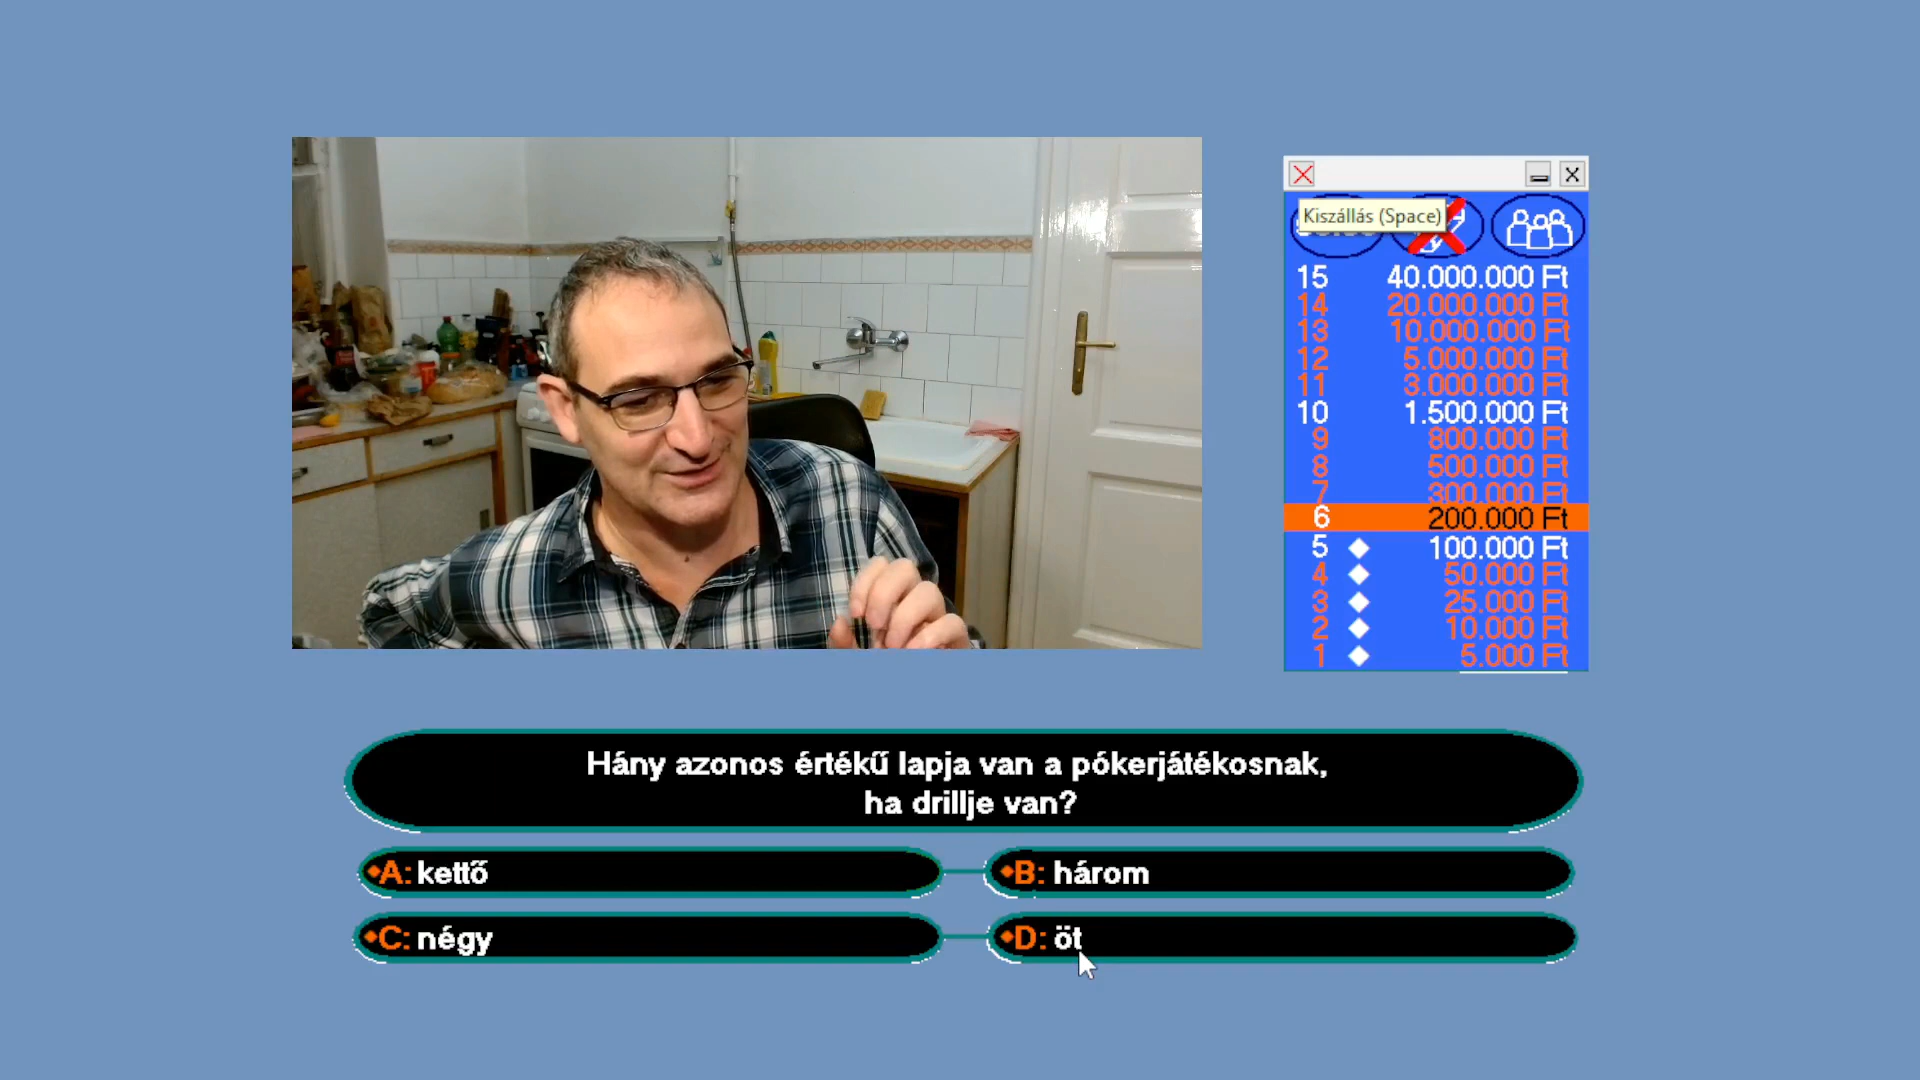 Kiszállás (Space)
15 40.000.000 Ft
14 20.000.000 Ft
13 10.000.000 Ft
12 5.000.000 Ft
11 3.000.000 Ft
10 1.500.000 Ft
9 800.000 Ft
8 500.000 Ft
7 300.000 Ft
6 200.000 Ft
5 100.000 Ft
4 50.000 Ft
3 25.000 Ft
2 10.000 Ft
1 5.000 Ft
Hány azonos értékű lapja van a pókerjátékosnak,
ha drillje van?
A: kettő
B: három
C: négy
D: öt